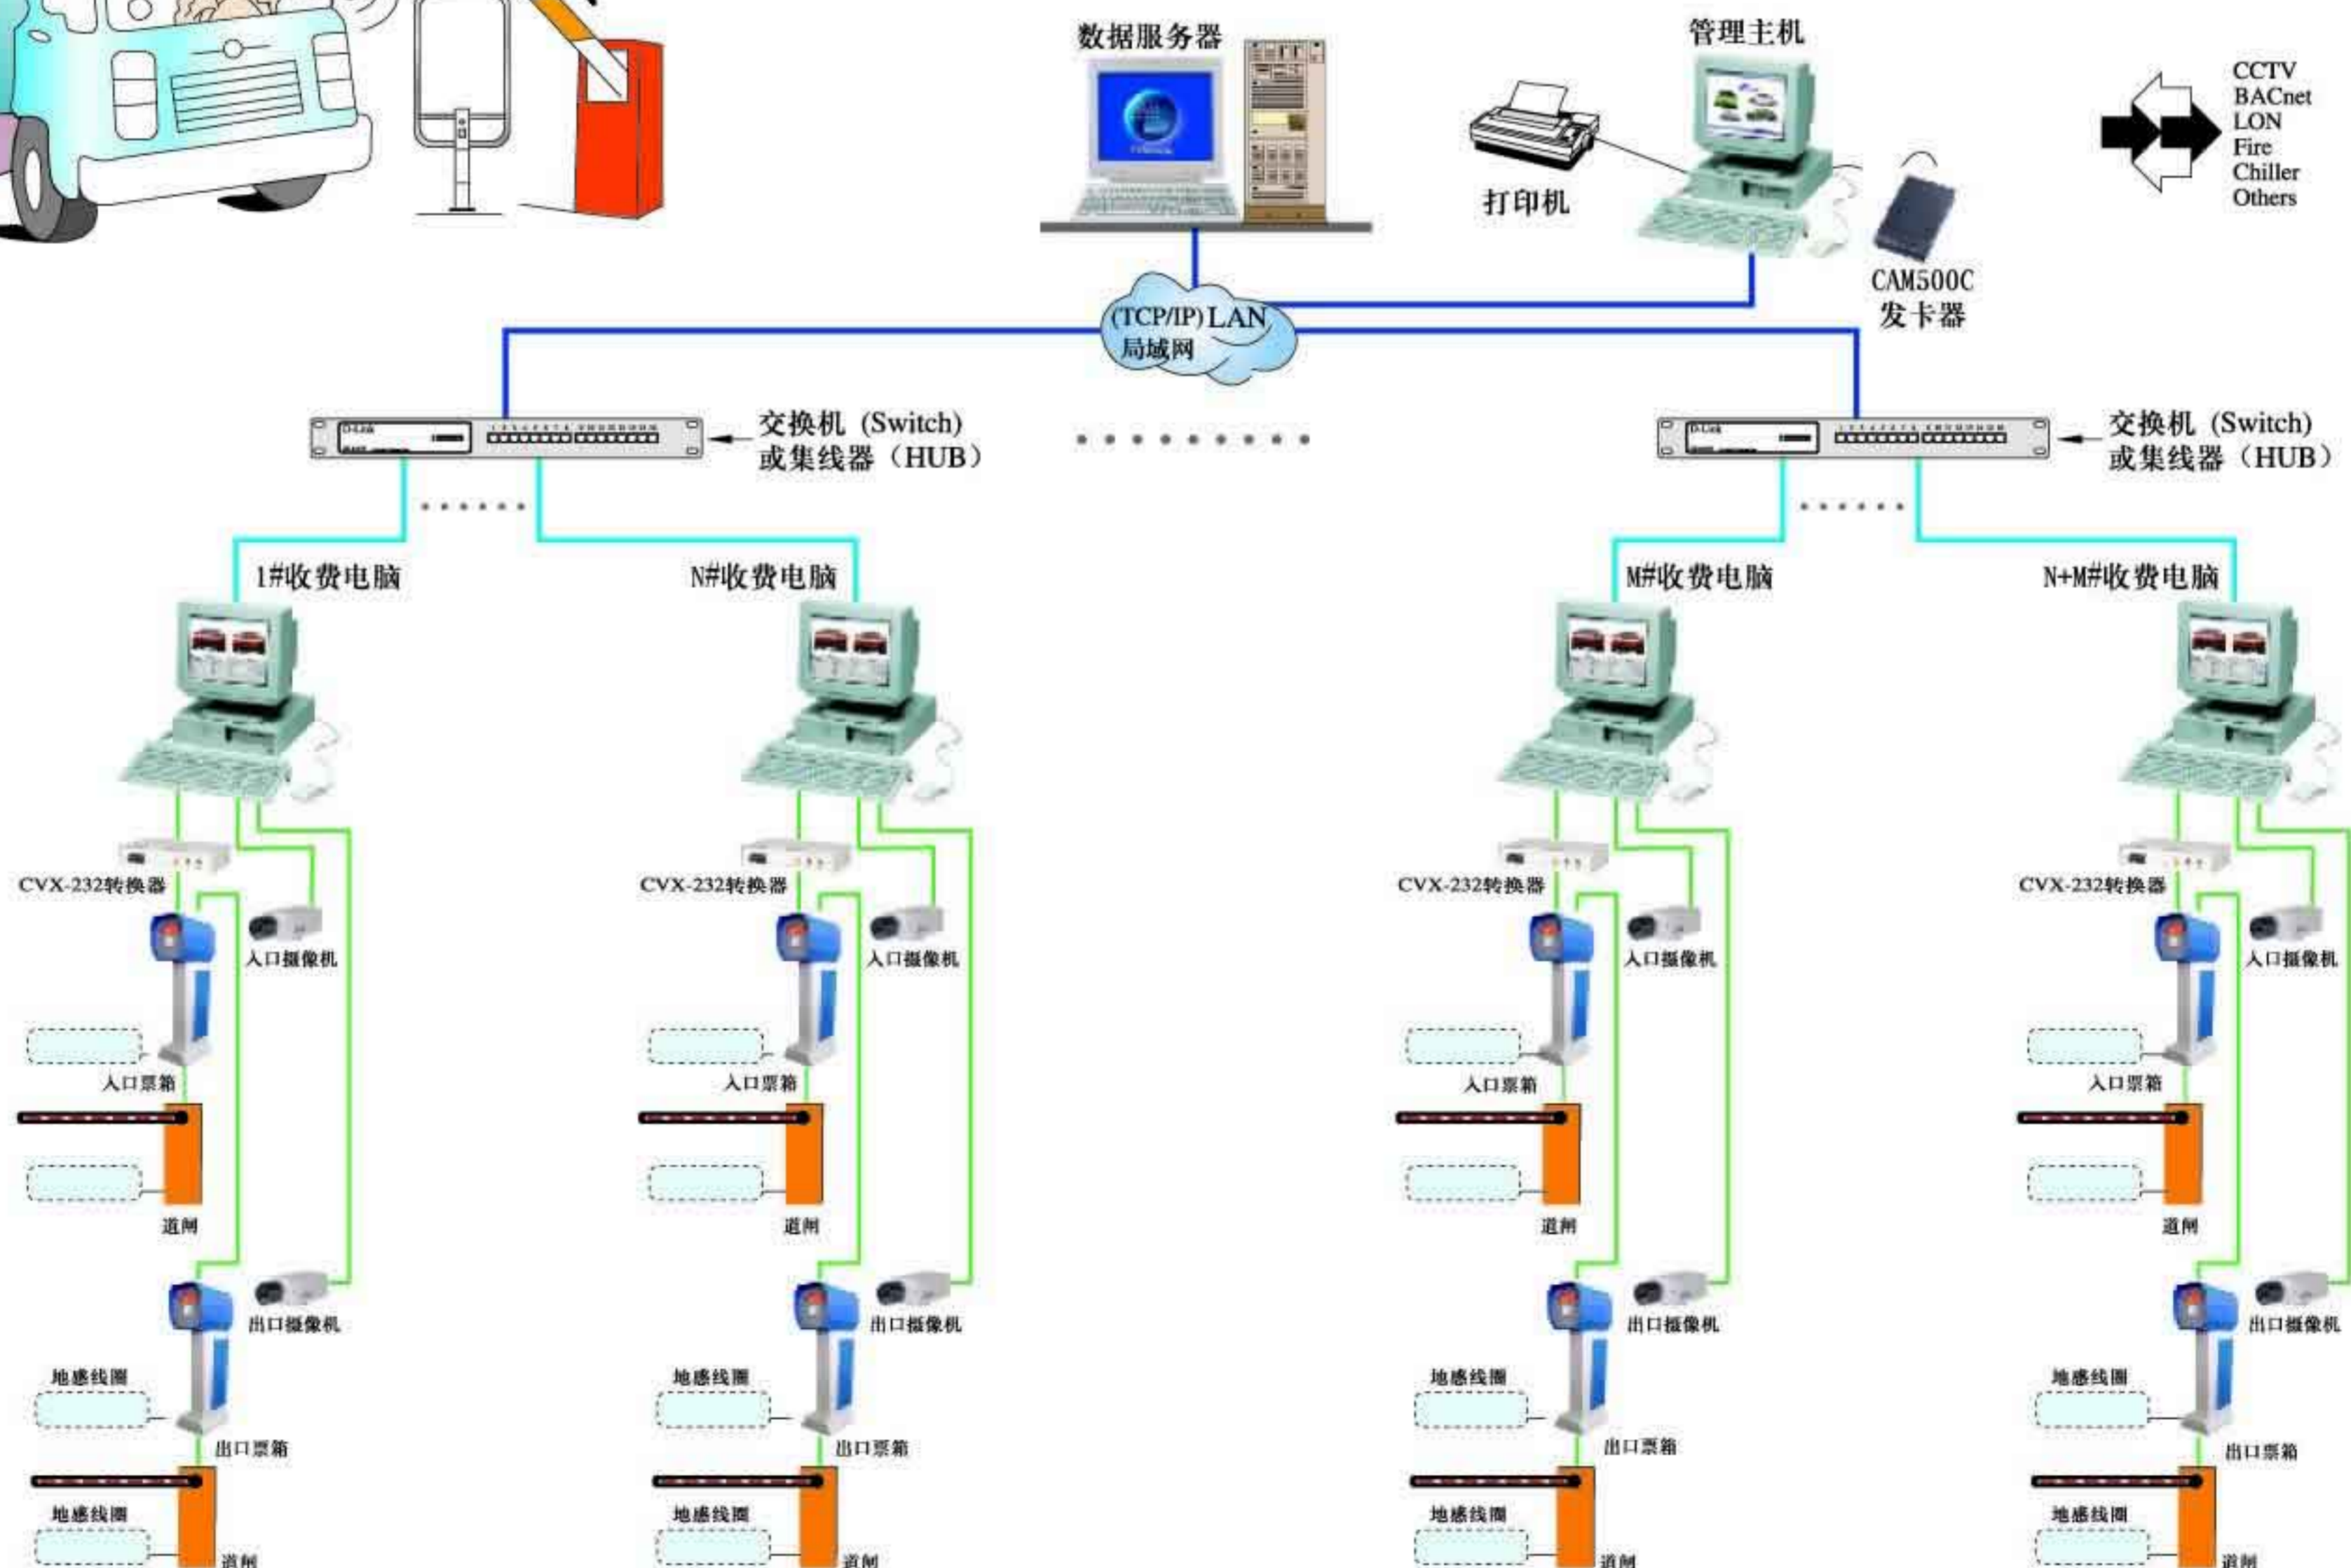 数据服务器
管理主机
CCTV
BACnet
LON
Fire
Chiller
Others
打印机
CAM500C
发卡器
(TCP/IP) LAN
局域网
D-Link
交换机 (Switch)
或集线器（HUB）
D-Link
交换机 (Switch)
或集线器（HUB）
1#收费电脑
N#收费电脑
M#收费电脑
N+M#收费电脑
CVX-232转换器
CVX-232转换器
CVX-232转换器
CVX-232转换器
入口摄像机
入口摄像机
入口摄像机
入口摄像机
入口票箱
入口票箱
入口票箱
入口票箱
道闸
道闸
道闸
道闸
出口摄像机
出口摄像机
出口摄像机
出口摄像机
地感线圈
地感线圈
地感线圈
地感线圈
出口票箱
出口票箱
出口票箱
出口票箱
地感线圈
地感线圈
地感线圈
地感线圈
道闸
道闸
道闸
道闸